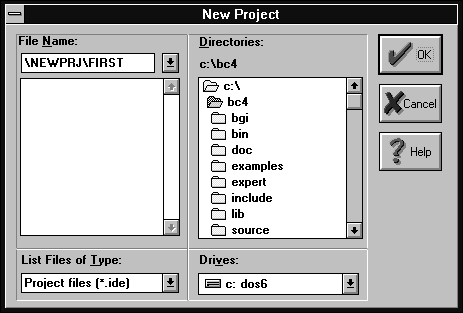 New Project
File Name:
\NEWPRJ\FIRST
Directories:
c:\bc4
c:\
bc4
bgi
bin
doc
examples
expert
include
lib
source
OK
Cancel
? Help
List Files of Type:
Project files (*.ide)
Drives:
c: dos6